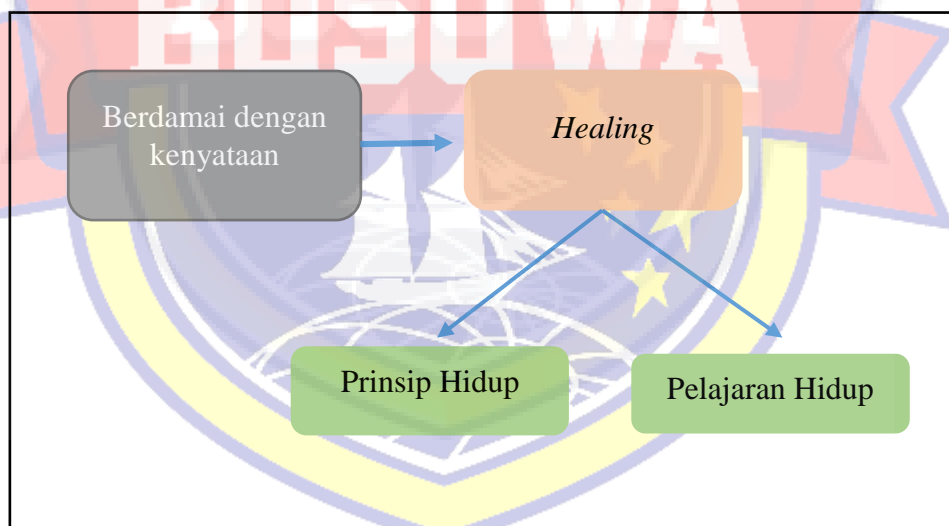 BOSOWA
Berdamai dengan
kenyataan
Healing
Prinsip Hidup
Pelajaran Hidup